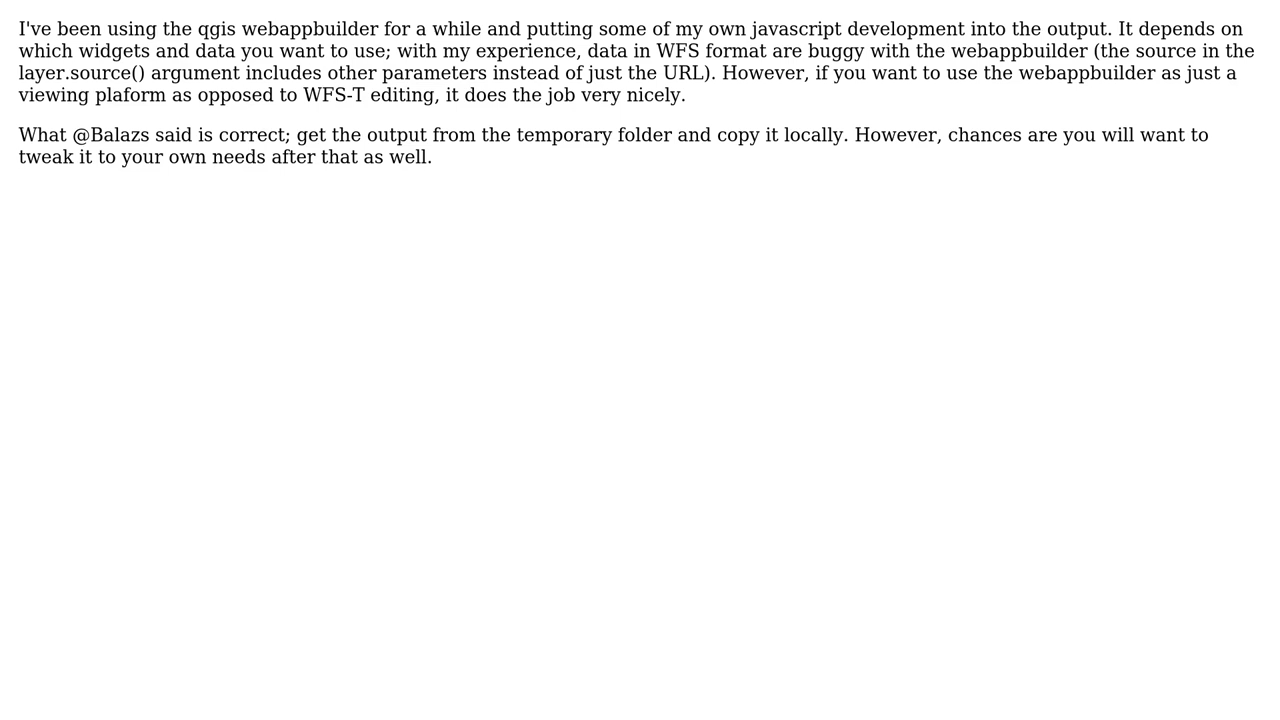 I've been using the qgis webappbuilder for a while and putting some of my own javascript development into the output. It depends on
which widgets and data you want to use; with my experience, data in WFS format are buggy with the webappbuilder (the source in the
layer.source() argument includes other parameters instead of just the URL). However, if you want to use the webappbuilder as just a
viewing plaform as opposed to WFS-T editing, it does the job very nicely.
What @Balazs said is correct; get the output from the temporary folder and copy it locally. However, chances are you will want to
tweak it to your own needs after that as well.